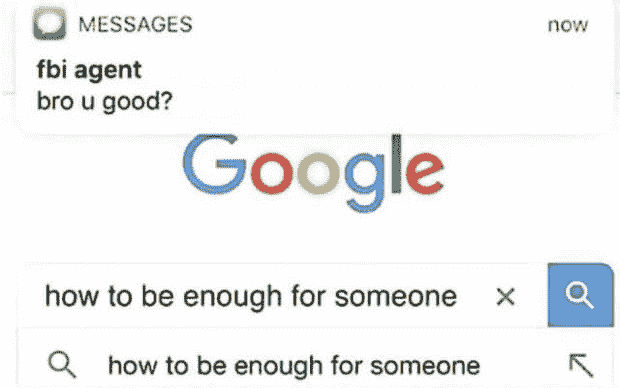 MESSAGES now
fbi agent
bro u good?
Google
how to be enough for someone
how to be enough for someone